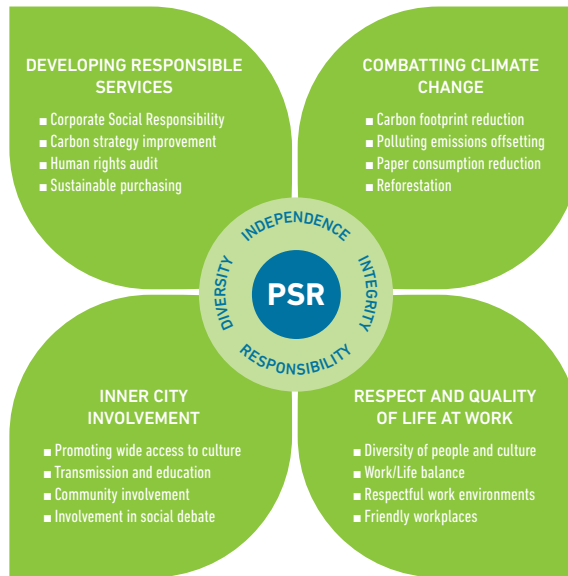 DEVELOPING RESPONSIBLE
SERVICES
■ Corporate Social Responsibility
■ Carbon strategy improvement
■ Human rights audit
■ Sustainable purchasing
COMBATTING CLIMATE
CHANGE
■ Carbon footprint reduction
■ Polluting emissions offsetting
■ Paper consumption reduction
■ Reforestation
DIVERSITY
INDEPENDENCE
INTEGRITY
RESPONSIBILITY
PSR
INNER CITY
INVOLVEMENT
■ Promoting wide access to culture
■ Transmission and education
■ Community involvement
■ Involvement in social debate
RESPECT AND QUALITY
OF LIFE AT WORK
■ Diversity of people and culture
■ Work/Life balance
■ Respectful work environments
■ Friendly workplaces